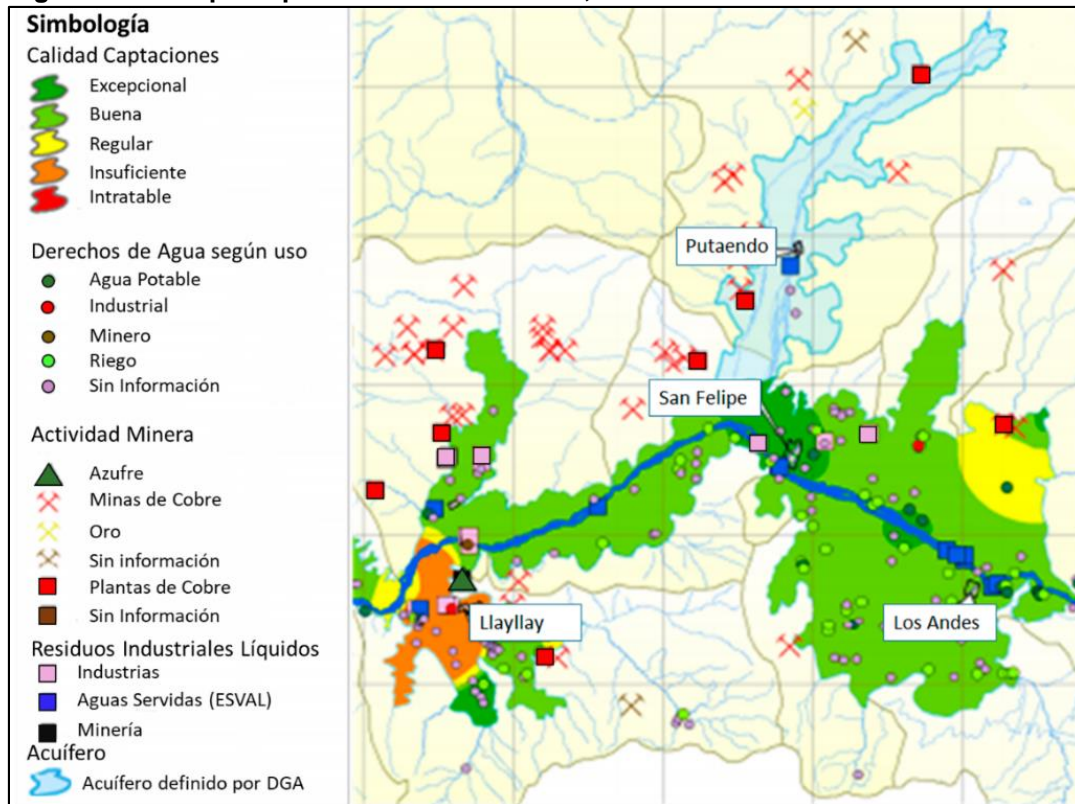 Simbología
Calidad Captaciones
Excepcional
Buena
Regular
Insuficiente
Intratable
Derechos de Agua según uso
Agua Potable
Industrial
Minero
Riego
Sin Información
Actividad Minera
Azufre
Minas de Cobre
Oro
Sin información
Plantas de Cobre
Sin Información
Residuos Industriales Líquidos
Industrias
Aguas Servidas (ESVAL)
Minería
Acuífero
Acuífero definido por DGA
Putaendo
San Felipe
Llayllay
Los Andes